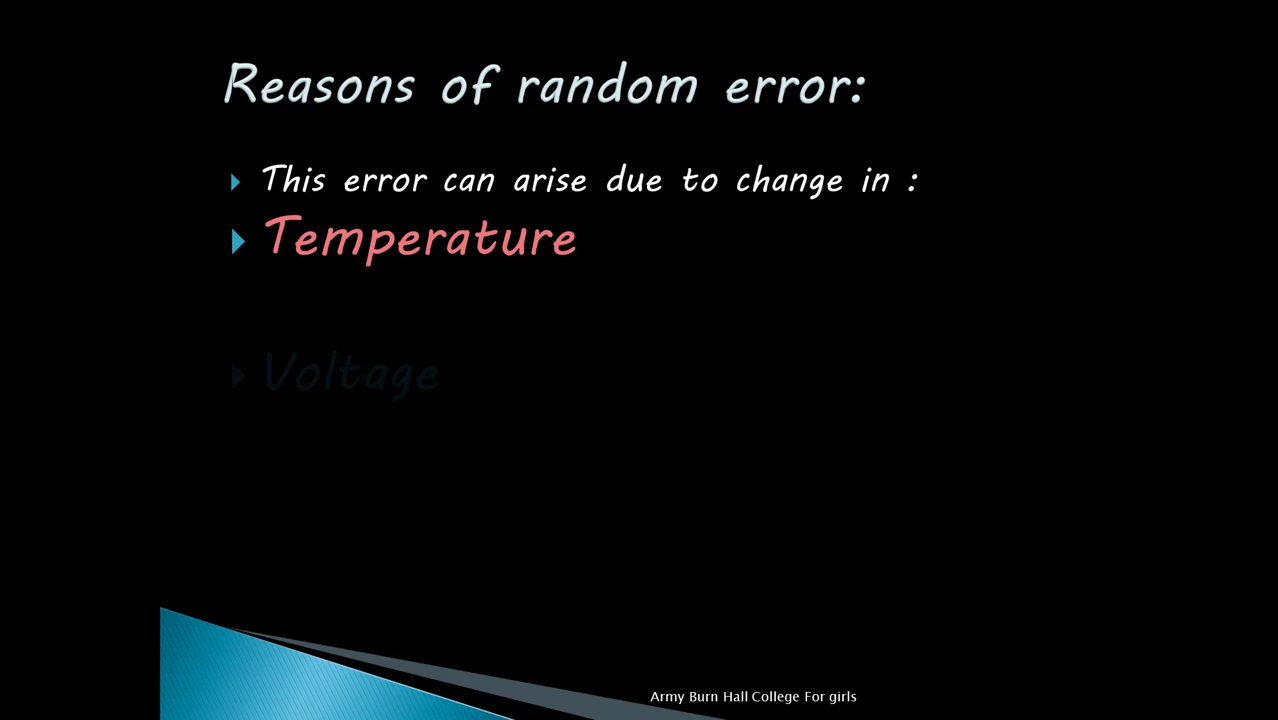 Reasons of random error:
This error can arise due to change in :
Temperature
Voltage
Army Burn Hall College For girls